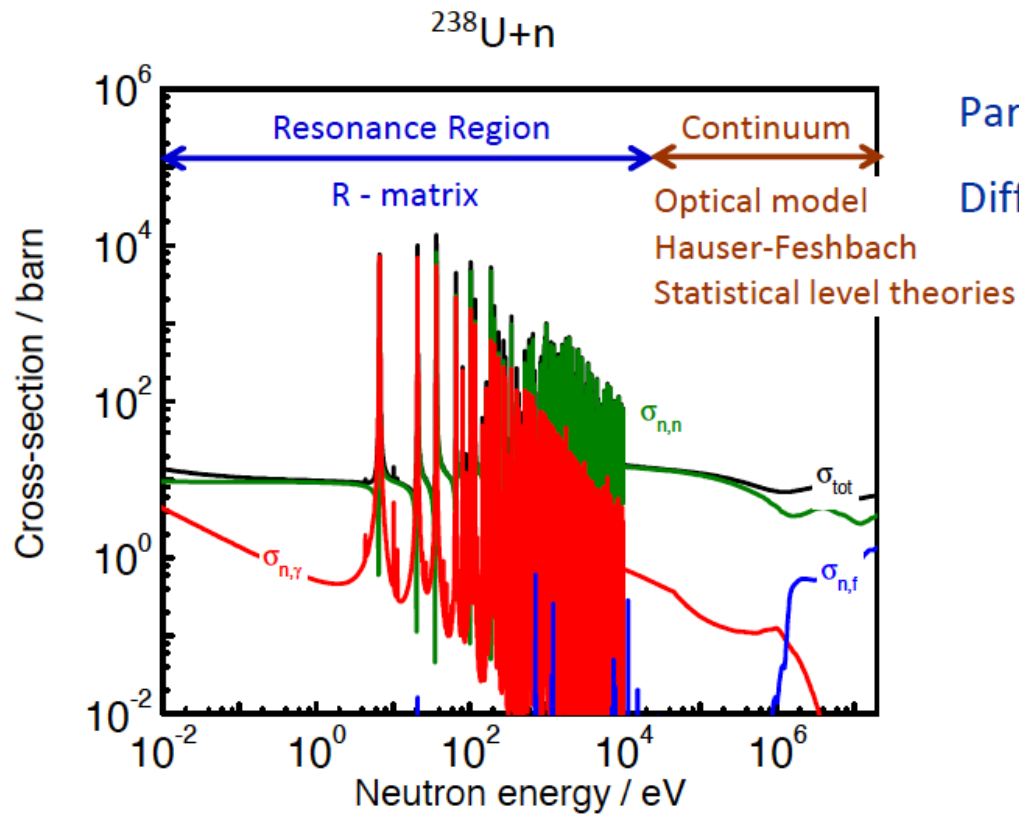 ²³⁸U+n
10⁶
Resonance Region
Continuum
Par
R - matrix
Optical model
Diff
10⁴
Hauser-Feshbach
Statistical level theories
Cross-section / barn
10²
σn,n
σtot
10⁰
σn,γ
σn,f
10⁻²
10⁻² 10⁰ 10² 10⁴ 10⁶
Neutron energy / eV